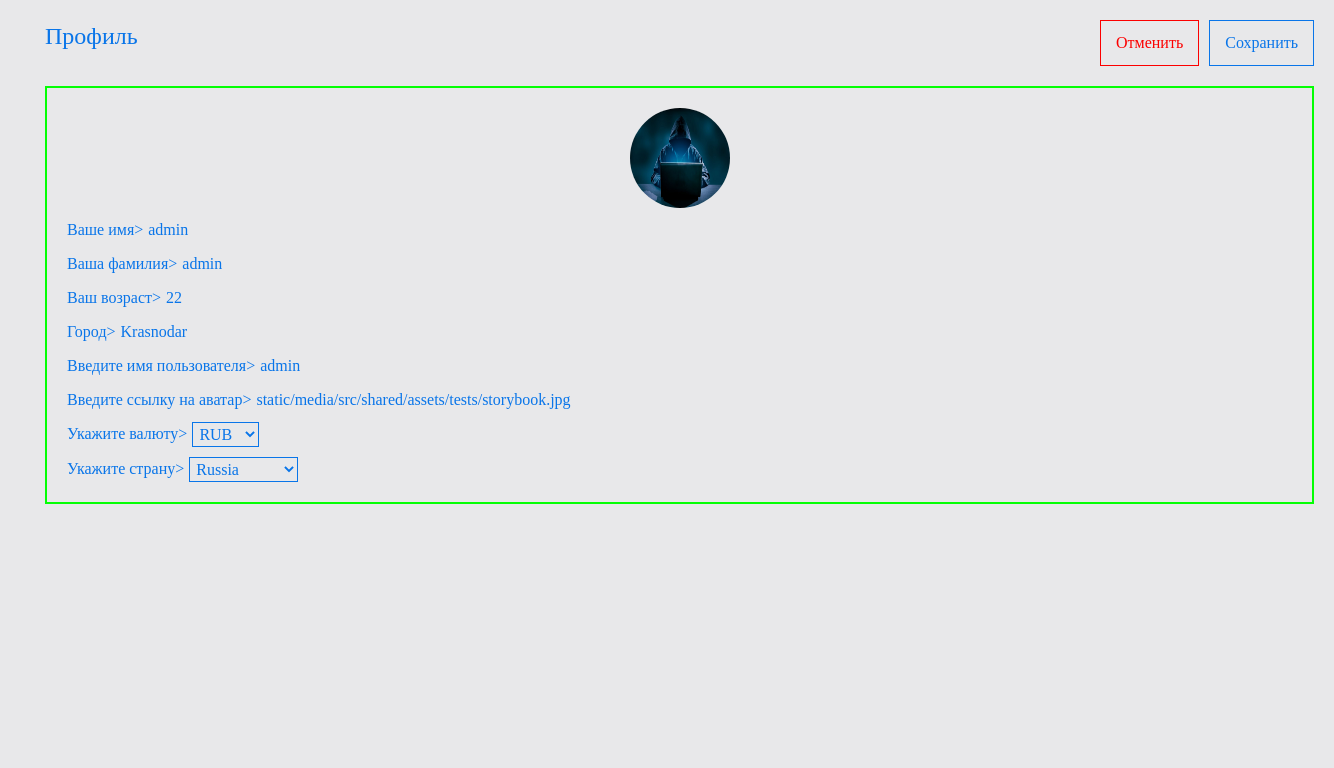 Профиль
Отменить
Сохранить
Ваше имя> admin
Ваша фамилия> admin
Ваш возраст> 22
Город> Krasnodar
Введите имя пользователя> admin
Введите ссылку на аватар> static/media/src/shared/assets/tests/storybook.jpg
Укажите валюту> RUB
Укажите страну> Russia